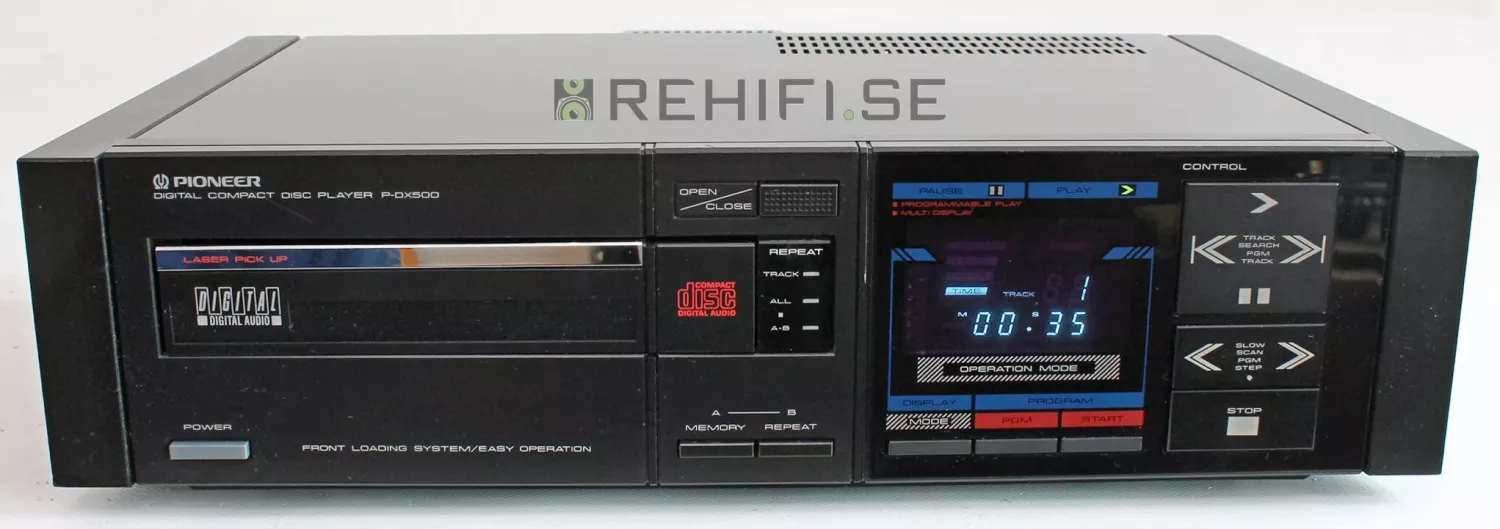 REHIFI.SE
PIONEER
DIGITAL COMPACT DISC PLAYER P-DX500
OPEN/CLOSE
LASER PICK UP
DIGITAL
DIGITAL AUDIO
COMPACT
disc
DIGITAL AUDIO
REPEAT
TRACK
ALL
A-B
POWER
FRONT LOADING SYSTEM/EASY OPERATION
A B
MEMORY REPEAT
PAUSE PLAY
PROGRAMMABLE PLAY
MULTI DISPLAY
TIME TRACK 1
M S
00.35
OPERATION MODE
DISPLAY PROGRAM
MODE PGM START
CONTROL
TRACK
SEARCH
PGM
TRACK
SLOW
SCAN
PGM
STEP
STOP